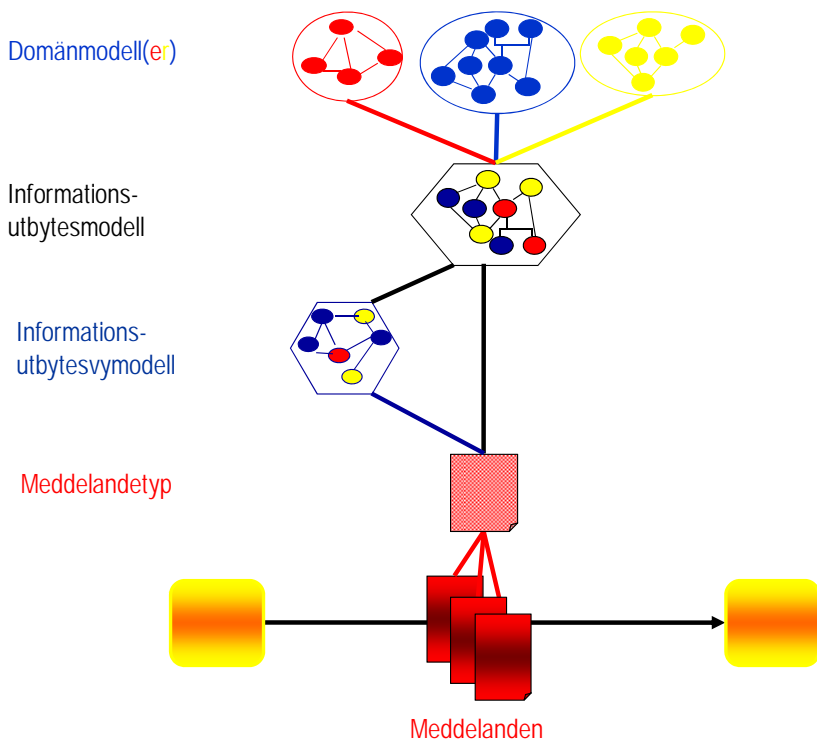 Domänmodell(er)
Informations-
utbytesmodell
Informations-
utbytesvymodell
Meddelandetyp
Meddelanden